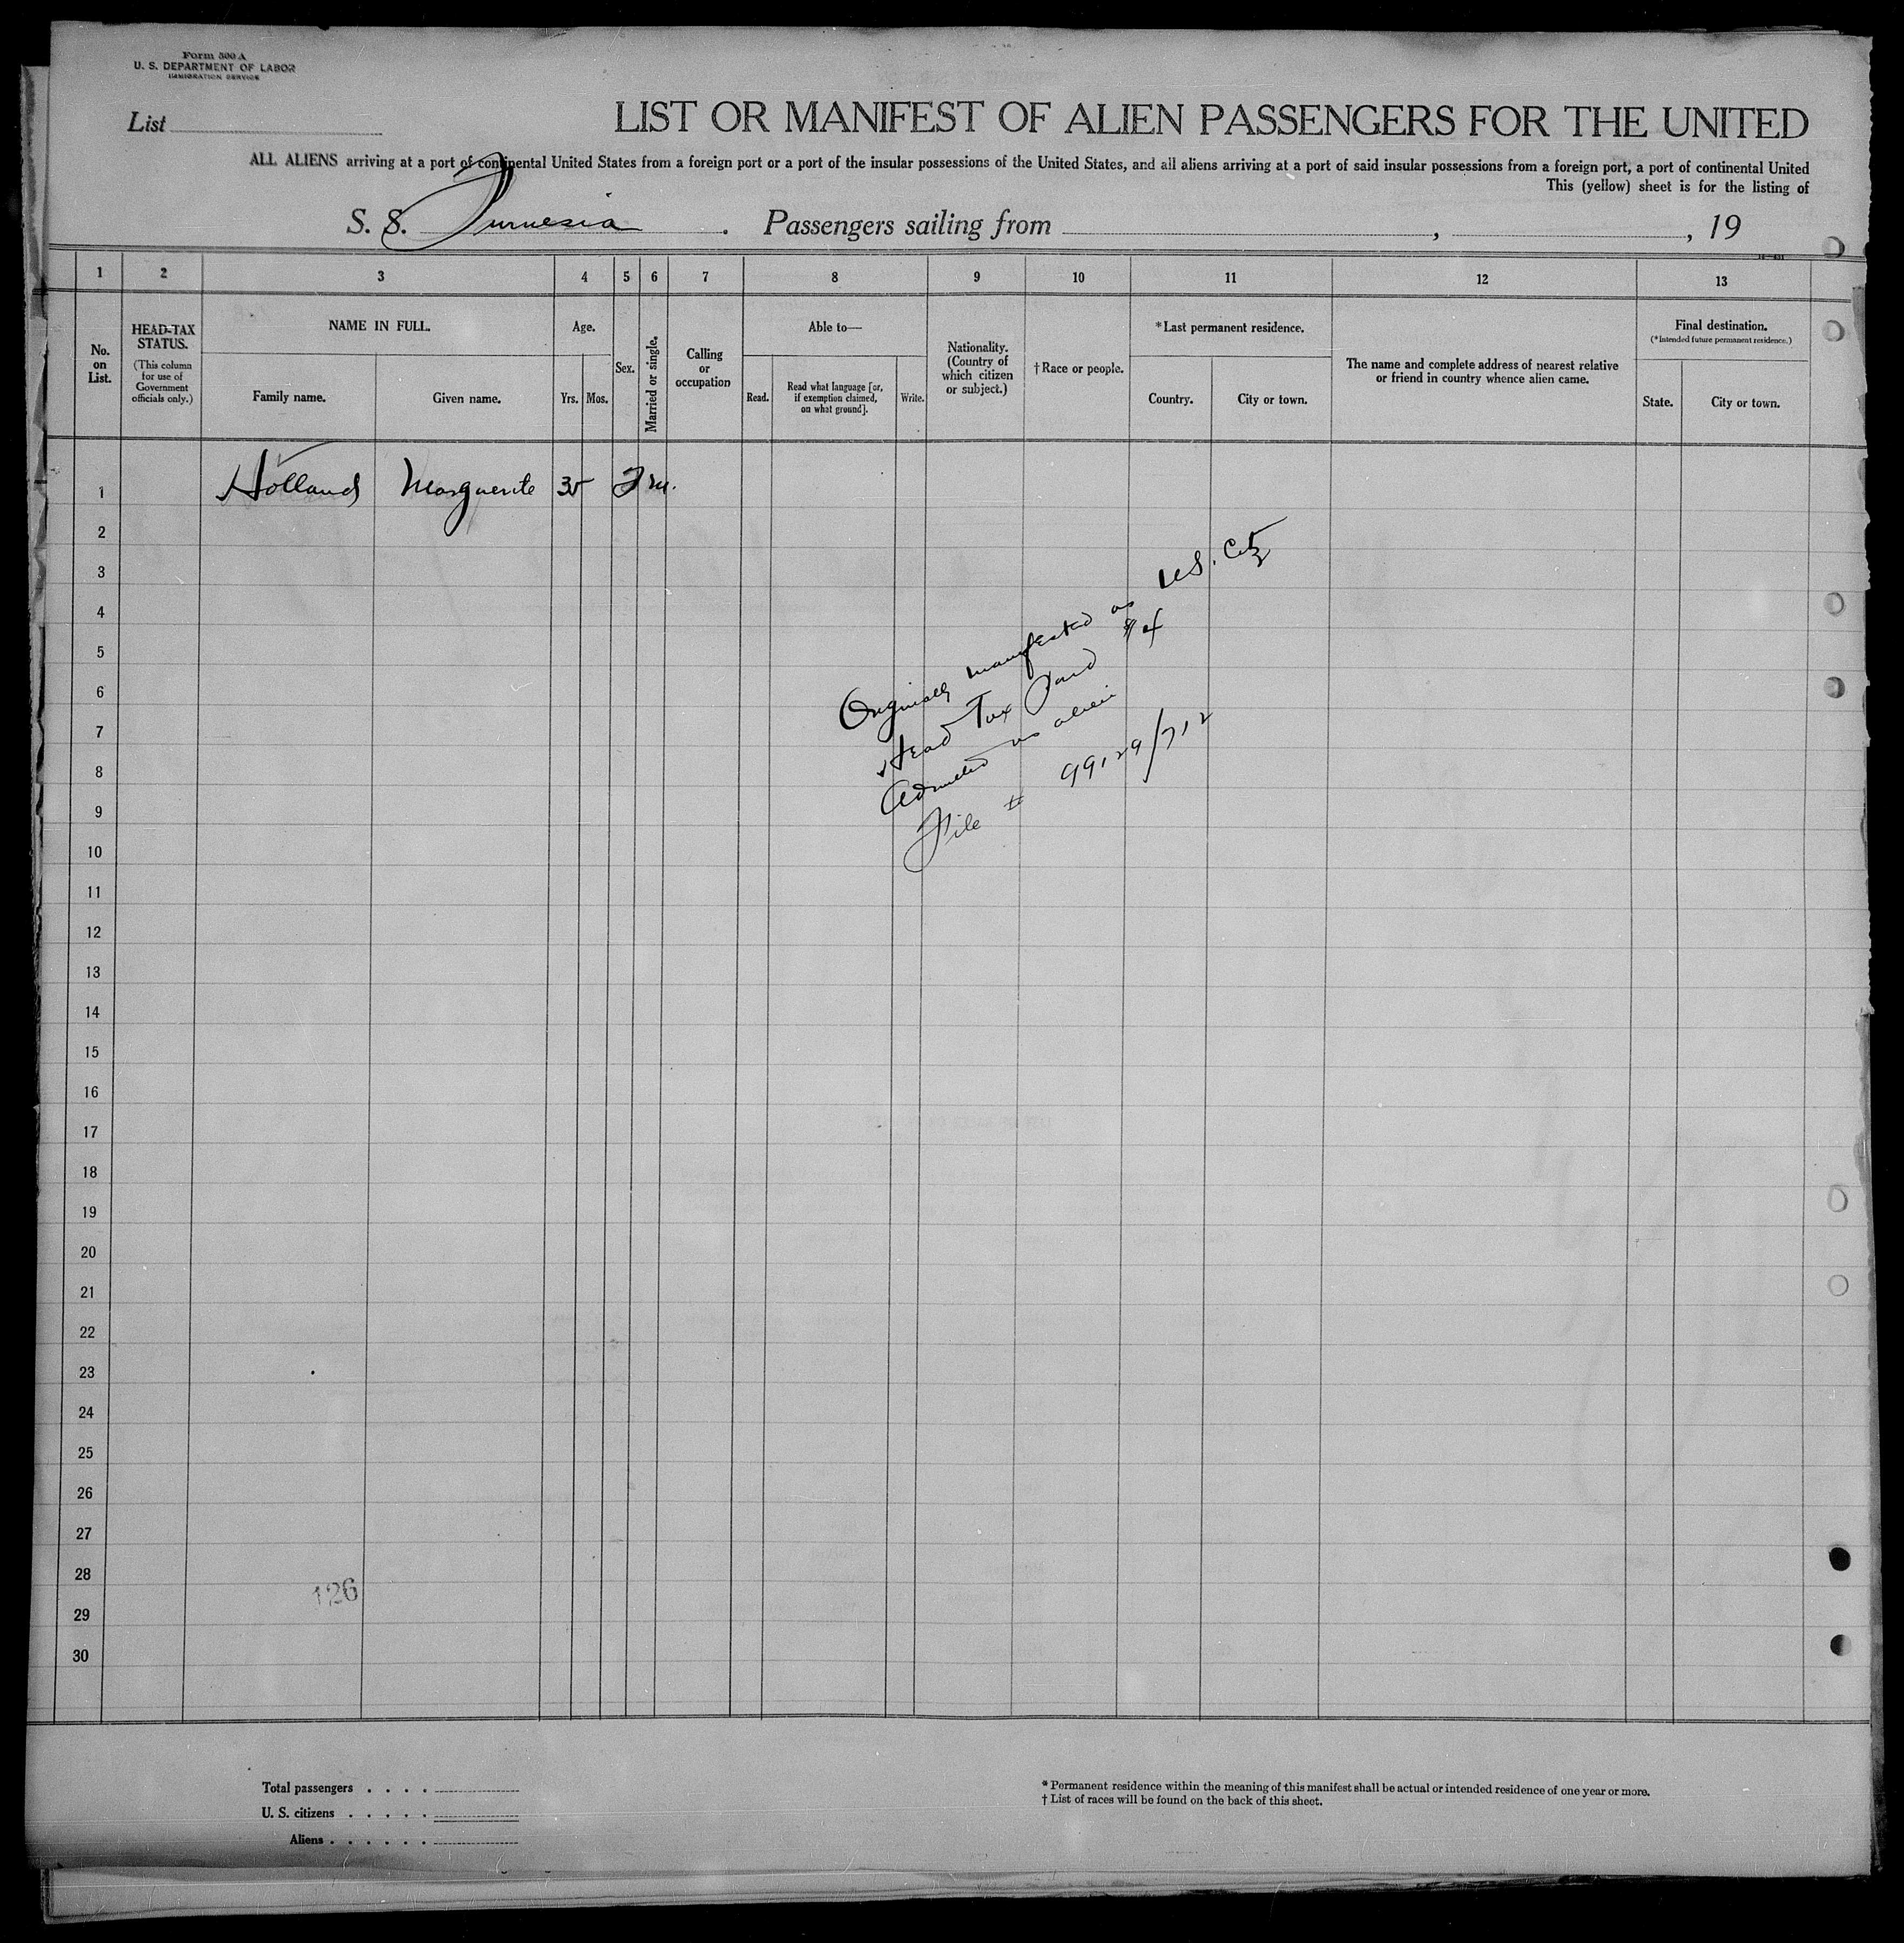 Form 500 A
U. S. DEPARTMENT OF LABOR
IMMIGRATION SERVICE
List
LIST OR MANIFEST OF ALIEN PASSENGERS FOR THE UNITED
ALL ALIENS arriving at a port of continental United States from a foreign port or a port of the insular possessions of the United States, and all aliens arriving at a port of said insular possessions from a foreign port, a port of continental United
This (yellow) sheet is for the listing of
S. S. Passengers sailing from , , 19
1 2 3 4 5 6 7 8 9 10 11 12 13
No. on List.
HEAD-TAX STATUS.
(This column for use of Government officials only.)
NAME IN FULL.
Family name.
Given name.
Age.
Yrs. Mos.
Sex.
Married or single.
Calling or occupation
Able to—
Read.
Read what language [or, if exemption claimed, on what ground].
Write.
Nationality. (Country of which citizen or subject.)
† Race or people.
*Last permanent residence.
Country.
City or town.
The name and complete address of nearest relative
or friend in country whence alien came.
Final destination.
(*Intended future permanent residence.)
State.
City or town.
1 Holland Marguerite 35 F M.
2
3
4
5
6
7
8
9
10
11
12
13
14
15
16
17
18
19
20
21
22
23
24
25
26
27
28
29
30
Originally manifested as U.S. Citz
Head Tax Paid $4
Admitted as alien
File # 99129/712
126
Total passengers . . . .
U. S. citizens . . . . .
Aliens . . . . . .
* Permanent residence within the meaning of this manifest shall be actual or intended residence of one year or more.
† List of races will be found on the back of this sheet.